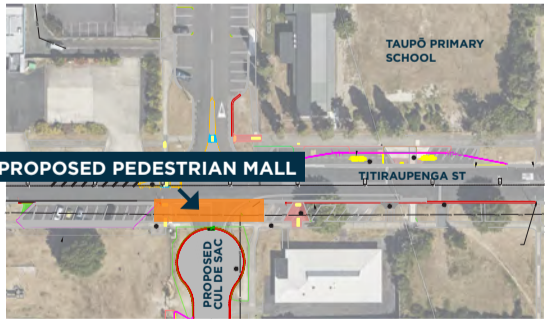 TAUPŌ PRIMARY
SCHOOL
PROPOSED PEDESTRIAN MALL
TITIRAUPENGA ST
PROPOSED
CUL DE SAC